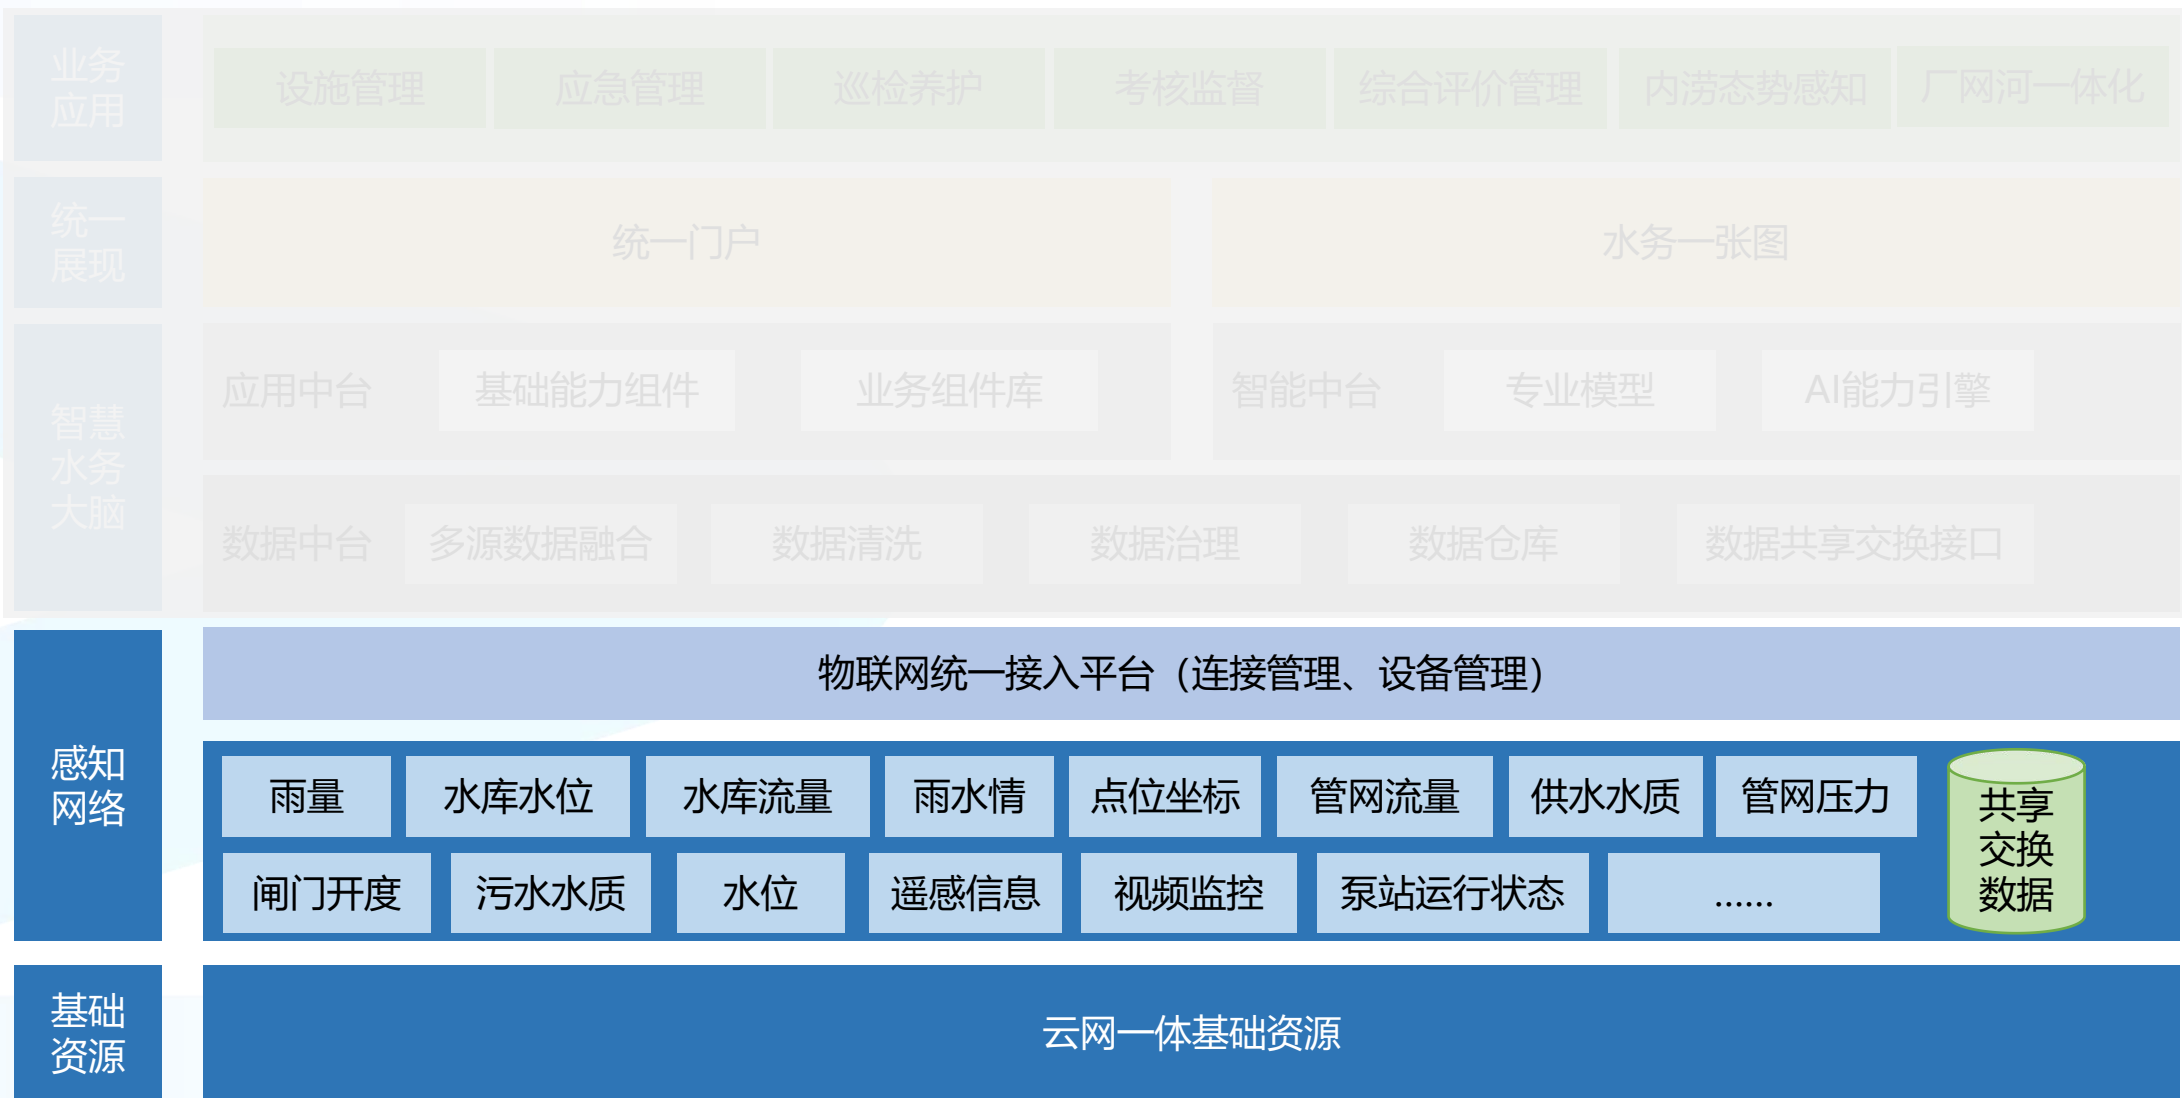 业务
应用
设施管理
应急管理
巡检养护
考核监督
综合评价管理
内涝态势感知
厂网河一体化
统一
展现
统一门户
水务一张图
智慧
水务
大脑
应用中台
基础能力组件
业务组件库
智能中台
专业模型
AI能力引擎
数据中台
多源数据融合
数据清洗
数据治理
数据仓库
数据共享交换接口
感知
网络
物联网统一接入平台（连接管理、设备管理）
雨量
水库水位
水库流量
雨水情
点位坐标
管网流量
供水水质
管网压力
闸门开度
污水水质
水位
遥感信息
视频监控
泵站运行状态
......
共享
交换
数据
基础
资源
云网一体基础资源